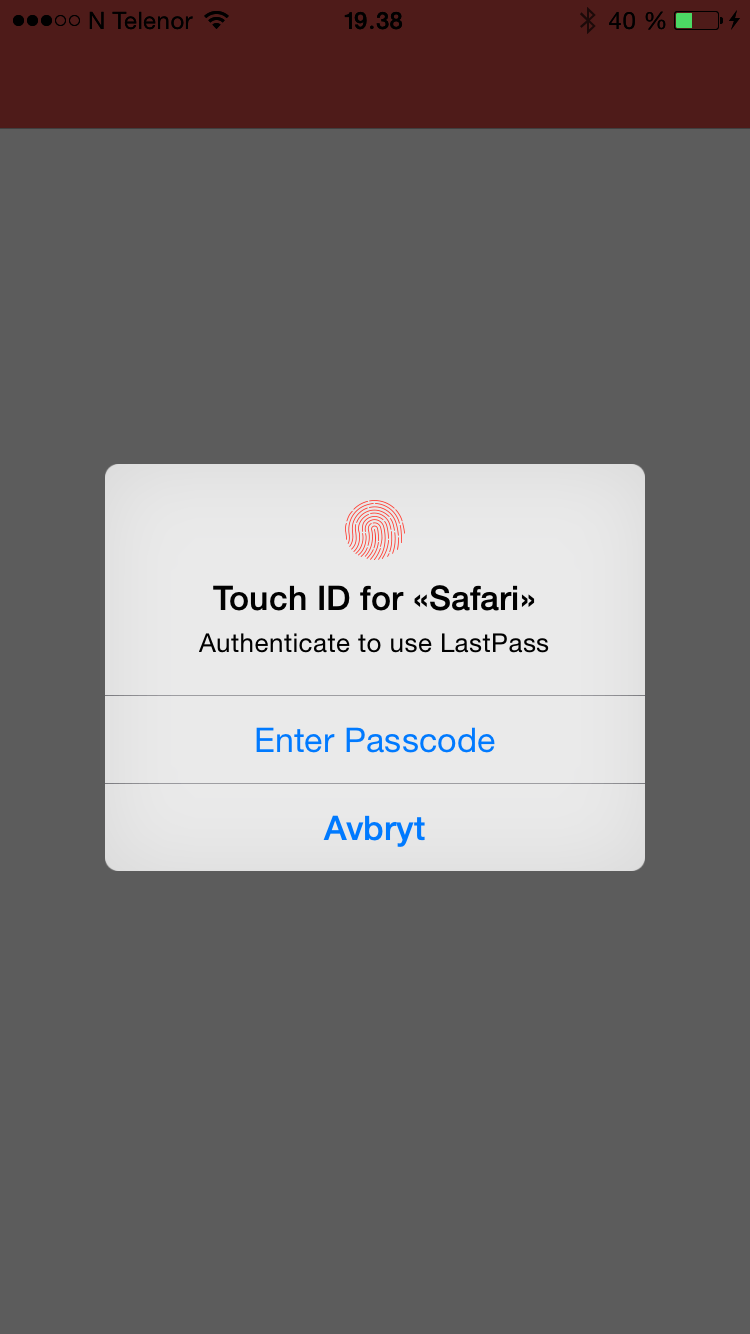 N Telenor 19.38 40 %
Touch ID for «Safari»
Authenticate to use LastPass
Enter Passcode
Avbryt